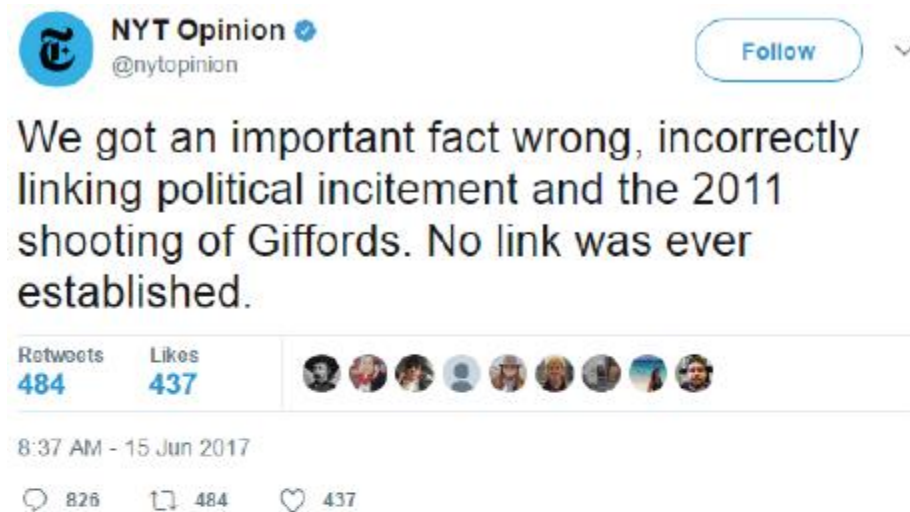 NYT Opinion
@nytopinion
Follow
We got an important fact wrong, incorrectly
linking political incitement and the 2011
shooting of Giffords. No link was ever
established.
Retweets Likes
484 437
8:37 AM - 15 Jun 2017
826 484 437